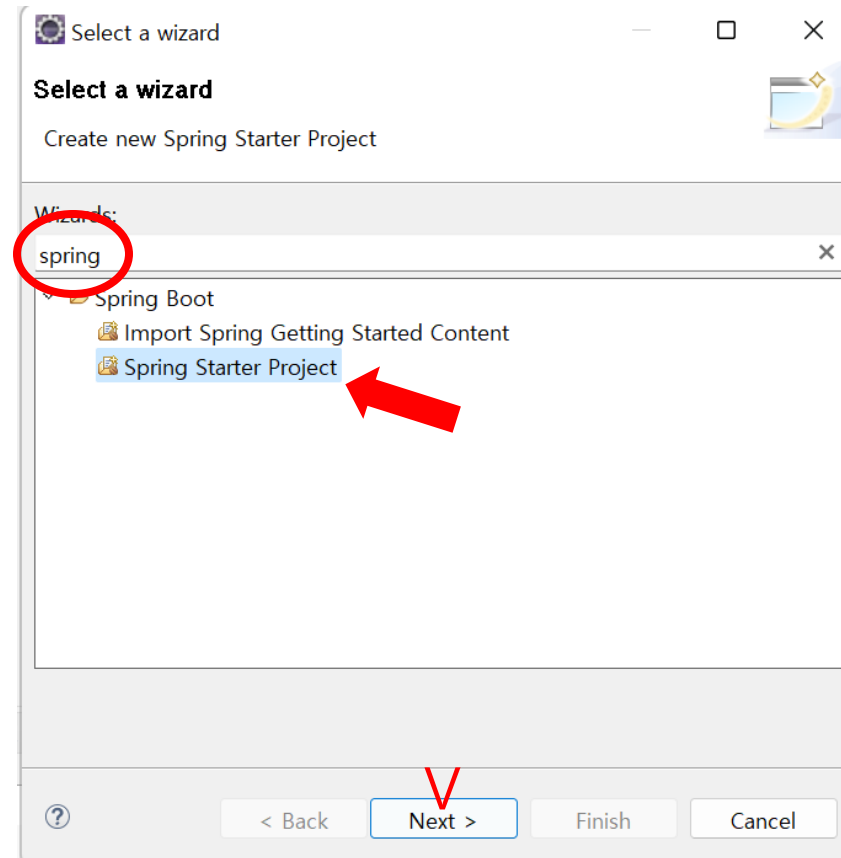 Select a wizard
Select a wizard
Create new Spring Starter Project
Wizards:
spring
Spring Boot
Import Spring Getting Started Content
Spring Starter Project
< Back Next > Finish Cancel